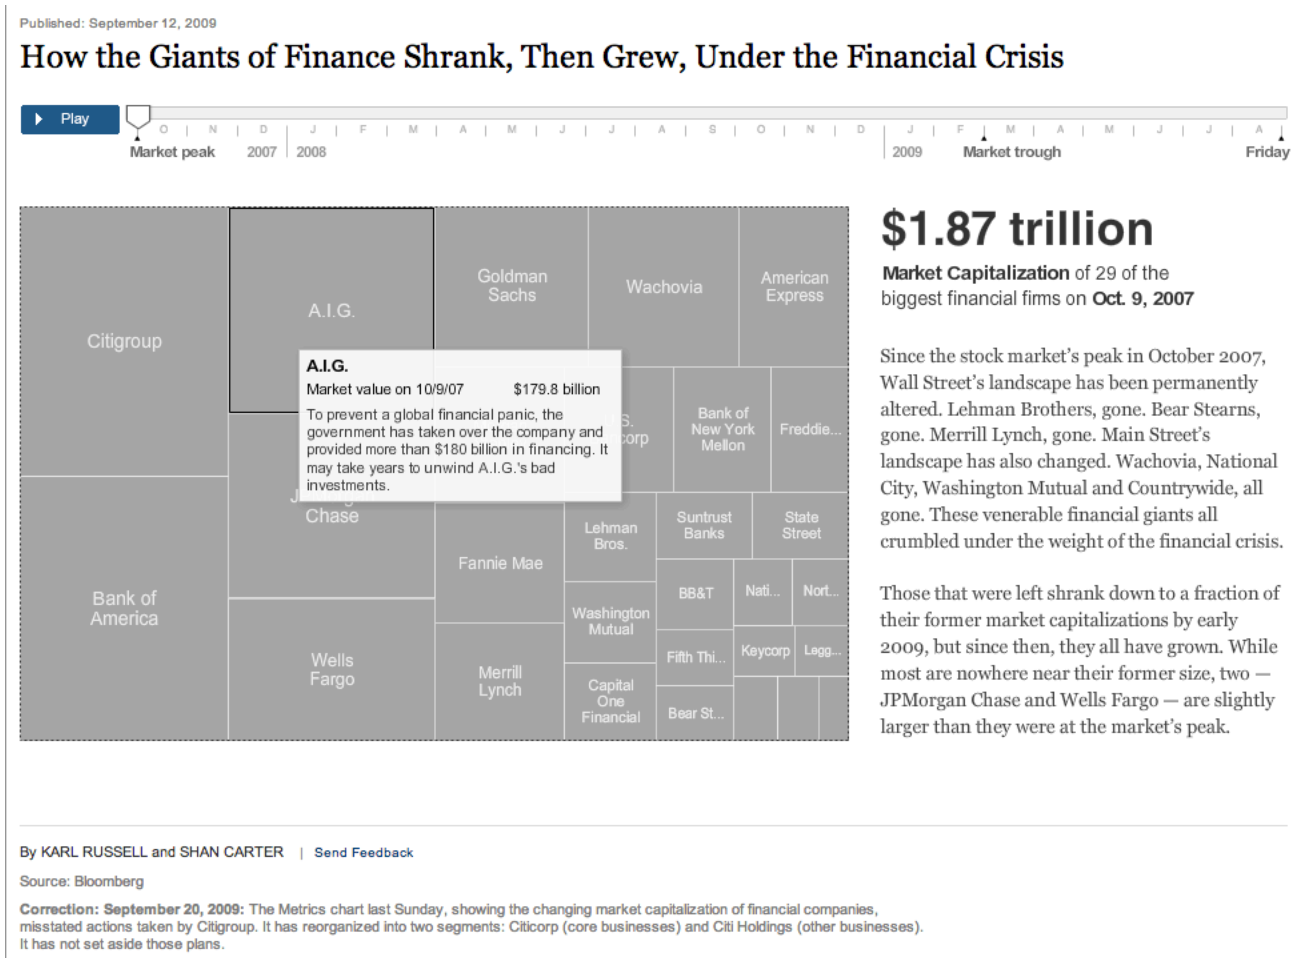 Published: September 12, 2009
How the Giants of Finance Shrank, Then Grew, Under the Financial Crisis
Play
O | N | D | J | F | M | A | M | J | J | A | S | O | N | D | J | F | M | A | M | J | J | A
Market peak 2007 | 2008 2009 Market trough Friday
Citigroup
A.I.G.
Goldman
Sachs
Wachovia
American
Express
$1.87 trillion
Market Capitalization of 29 of the
biggest financial firms on Oct. 9, 2007
A.I.G.
Market value on 10/9/07 $179.8 billion
To prevent a global financial panic, the
government has taken over the company and
provided more than $180 billion in financing. It
may take years to unwind A.I.G.'s bad
investments.
Bank of
New York
Mellon
Freddie...
Chase
Bank of
America
Wells
Fargo
Fannie Mae
Merrill
Lynch
Lehman
Bros.
Washington
Mutual
Capital
One
Financial
Suntrust
Banks
State
Street
BB&T
Nati...
Nort...
Fifth Thi...
Keycorp
Legg...
Bear St...
Since the stock market's peak in October 2007,
Wall Street's landscape has been permanently
altered. Lehman Brothers, gone. Bear Stearns,
gone. Merrill Lynch, gone. Main Street's
landscape has also changed. Wachovia, National
City, Washington Mutual and Countrywide, all
gone. These venerable financial giants all
crumbled under the weight of the financial crisis.
Those that were left shrank down to a fraction of
their former market capitalizations by early
2009, but since then, they all have grown. While
most are nowhere near their former size, two —
JPMorgan Chase and Wells Fargo — are slightly
larger than they were at the market's peak.
By KARL RUSSELL and SHAN CARTER | Send Feedback
Source: Bloomberg
Correction: September 20, 2009: The Metrics chart last Sunday, showing the changing market capitalization of financial companies,
misstated actions taken by Citigroup. It has reorganized into two segments: Citicorp (core businesses) and Citi Holdings (other businesses).
It has not set aside those plans.